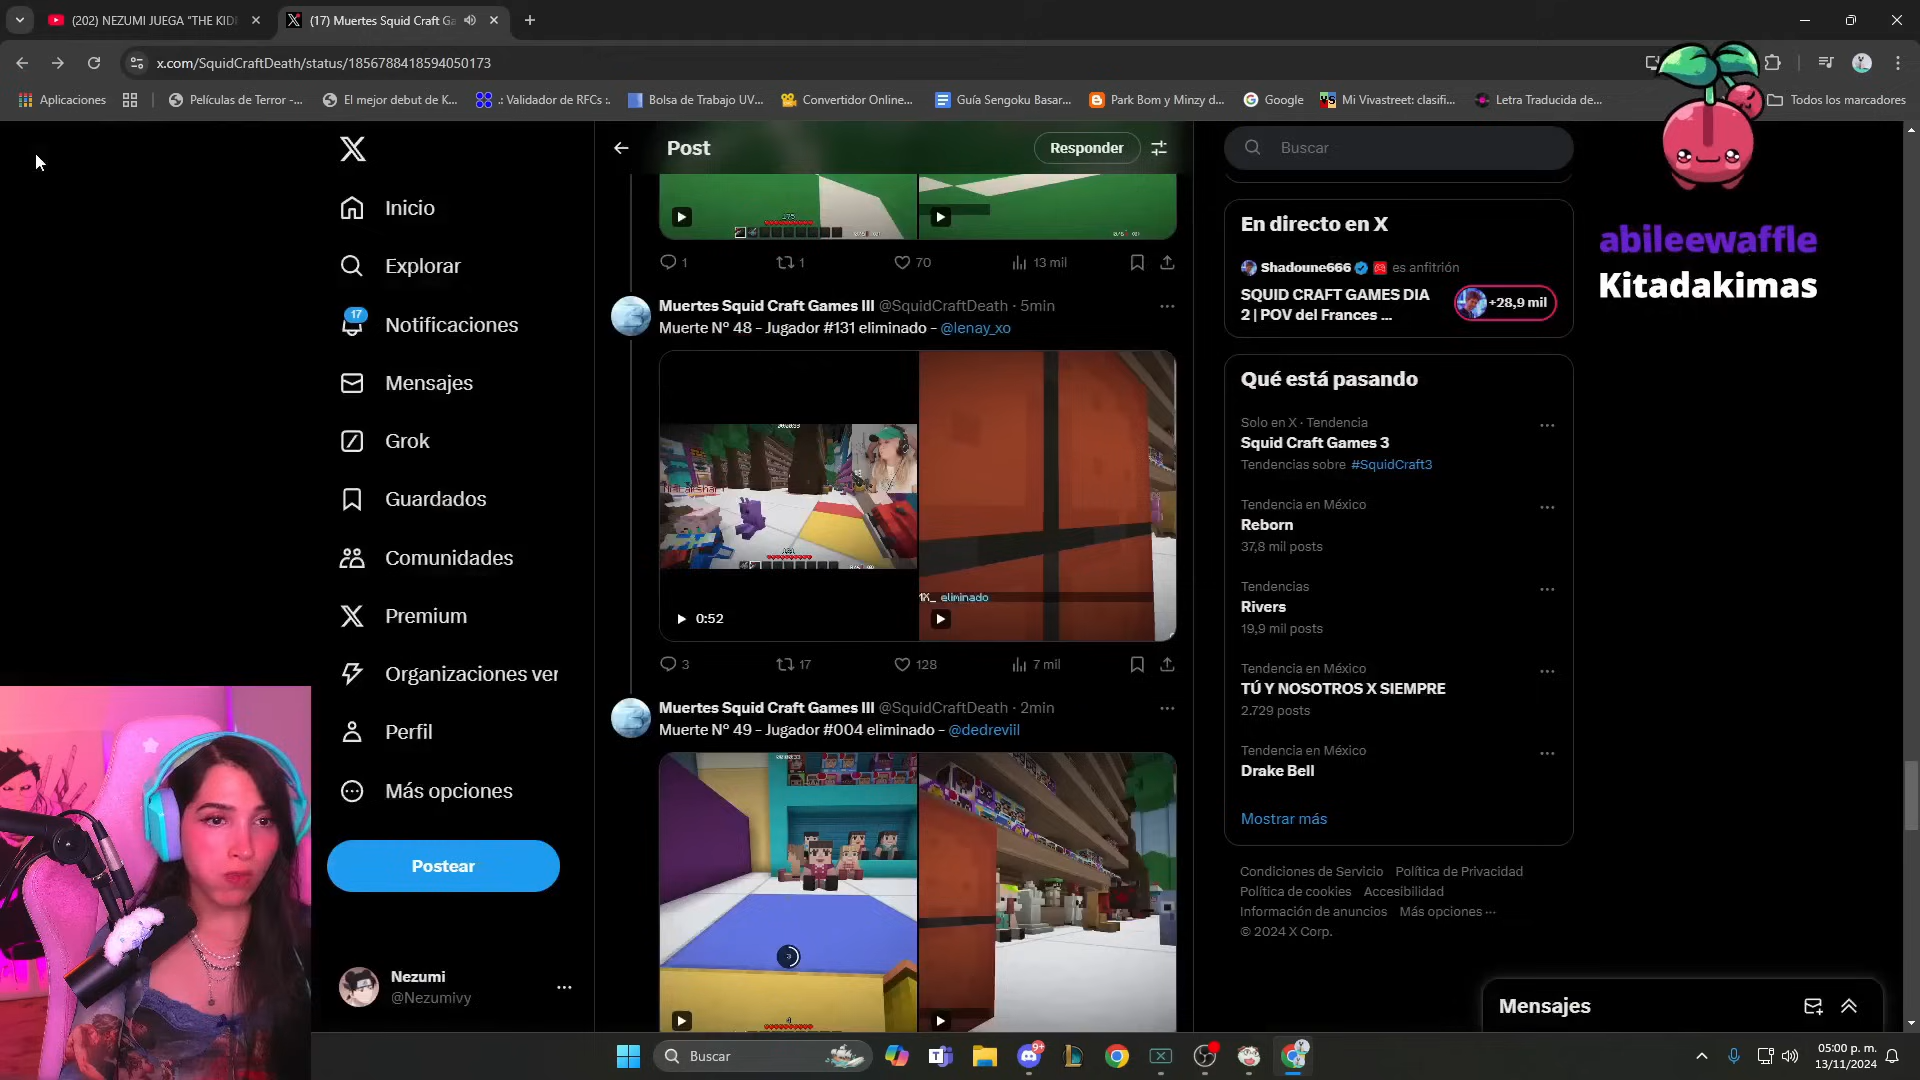 (202) NEZUMI JUEGA "THE KID
(17) Muertes Squid Craft Ga
x.com/SquidCraftDeath/status/1856788418594050173
Aplicaciones
Películas de Terror -...
El mejor debut de K...
.: Validador de RFCs :.
Bolsa de Trabajo UV...
Convertidor Online...
Guía Sengoku Basar...
Park Bom y Minzy d...
Google
Mi Vivastreet: clasifi...
Letra Traducida de...
Todos los marcadores
Inicio
Explorar
17
Notificaciones
Mensajes
Grok
Guardados
Comunidades
Premium
Organizaciones ver
Perfil
Más opciones
Postear
Nezumi
@Nezumivy
Post
Responder
175
1
1
70
13 mil
Muertes Squid Craft Games III @SquidCraftDeath · 5min
Muerte Nº 48 - Jugador #131 eliminado - @lenay_xo
eliminado
0:52
3
17
128
7 mil
Muertes Squid Craft Games III @SquidCraftDeath · 2min
Muerte Nº 49 - Jugador #004 eliminado - @dedreviil
Buscar
En directo en X
Shadoune666 es anfitrión
SQUID CRAFT GAMES DIA
2 | POV del Frances ...
+28,9 mil
Qué está pasando
Solo en X · Tendencia
Squid Craft Games 3
Tendencias sobre #SquidCraft3
Tendencia en México
Reborn
37,8 mil posts
Tendencias
Rivers
19,9 mil posts
Tendencia en México
TÚ Y NOSOTROS X SIEMPRE
2.729 posts
Tendencia en México
Drake Bell
Mostrar más
Condiciones de Servicio Política de Privacidad
Política de cookies Accesibilidad
Información de anuncios Más opciones ···
© 2024 X Corp.
Mensajes
abileewaffle
Kitadakimas
Buscar
9+
05:00 p. m.
13/11/2024